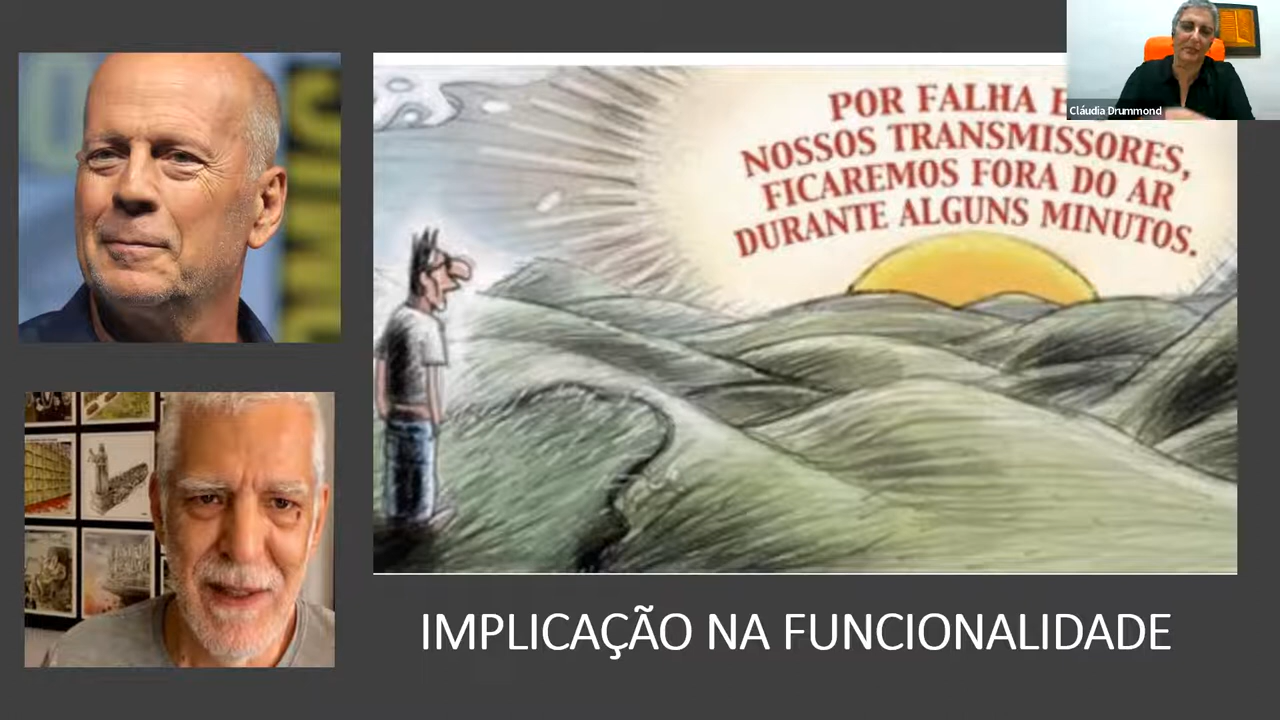 POR FALHA E
NOSSOS TRANSMISSORES,
FICAREMOS FORA DO AR
DURANTE ALGUNS MINUTOS.
Cláudia Drummond
IMPLICAÇÃO NA FUNCIONALIDADE